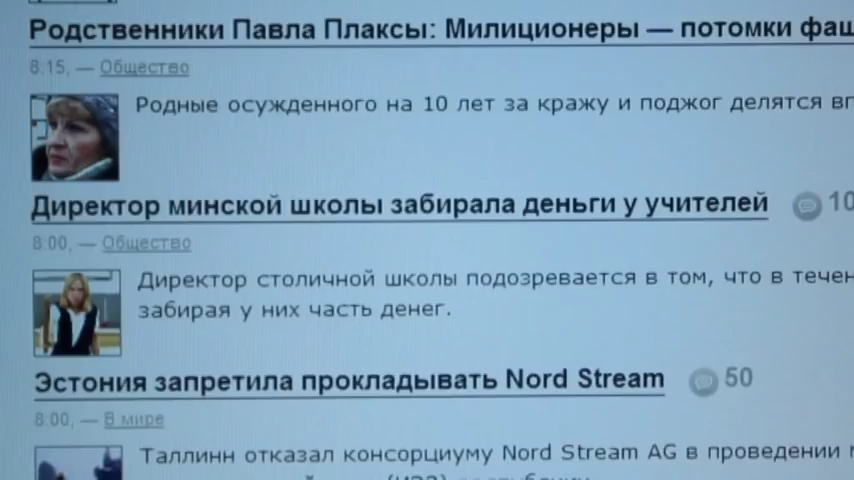 Родственники Павла Плаксы: Милиционеры — потомки
8:15, — Общество
Родные осужденного на 10 лет за кражу и поджог делятся
Директор минской школы забирала деньги у учителей 10
8:00, — Общество
Директор столичной школы подозревается в том, что в
забирая у них часть денег.
Эстония запретила прокладывать Nord Stream 50
8:00, — В мире
Таллинн отказал консорциуму Nord Stream AG в проведении